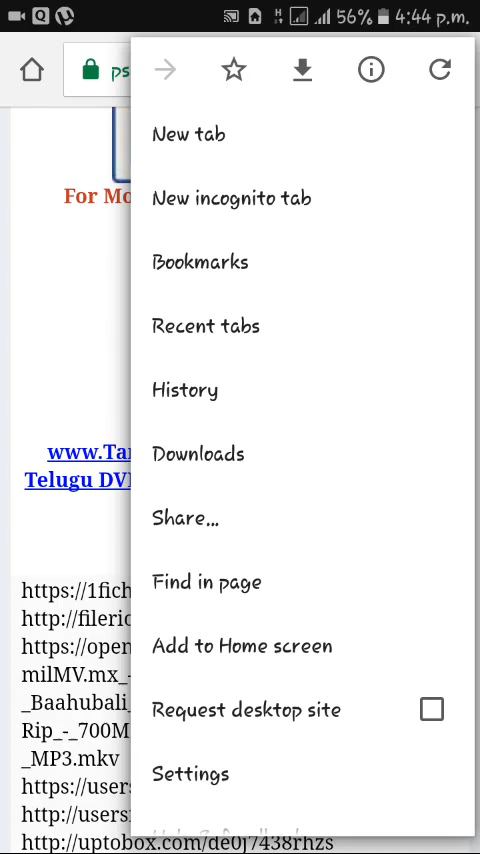 56% 4:44 p.m.
ps
New tab
For Mo
New incognito tab
Bookmarks
Recent tabs
History
www.Tar
Downloads
Telugu DVD
Share...
https://1fich
Find in page
http://fileric
https://open
Add to Home screen
milMV.mx_-
_Baahubali_
Request desktop site
Rip_-_700M
_MP3.mkv
Settings
https://users
http://users
http://uptobox.com/de0j7438rhzs